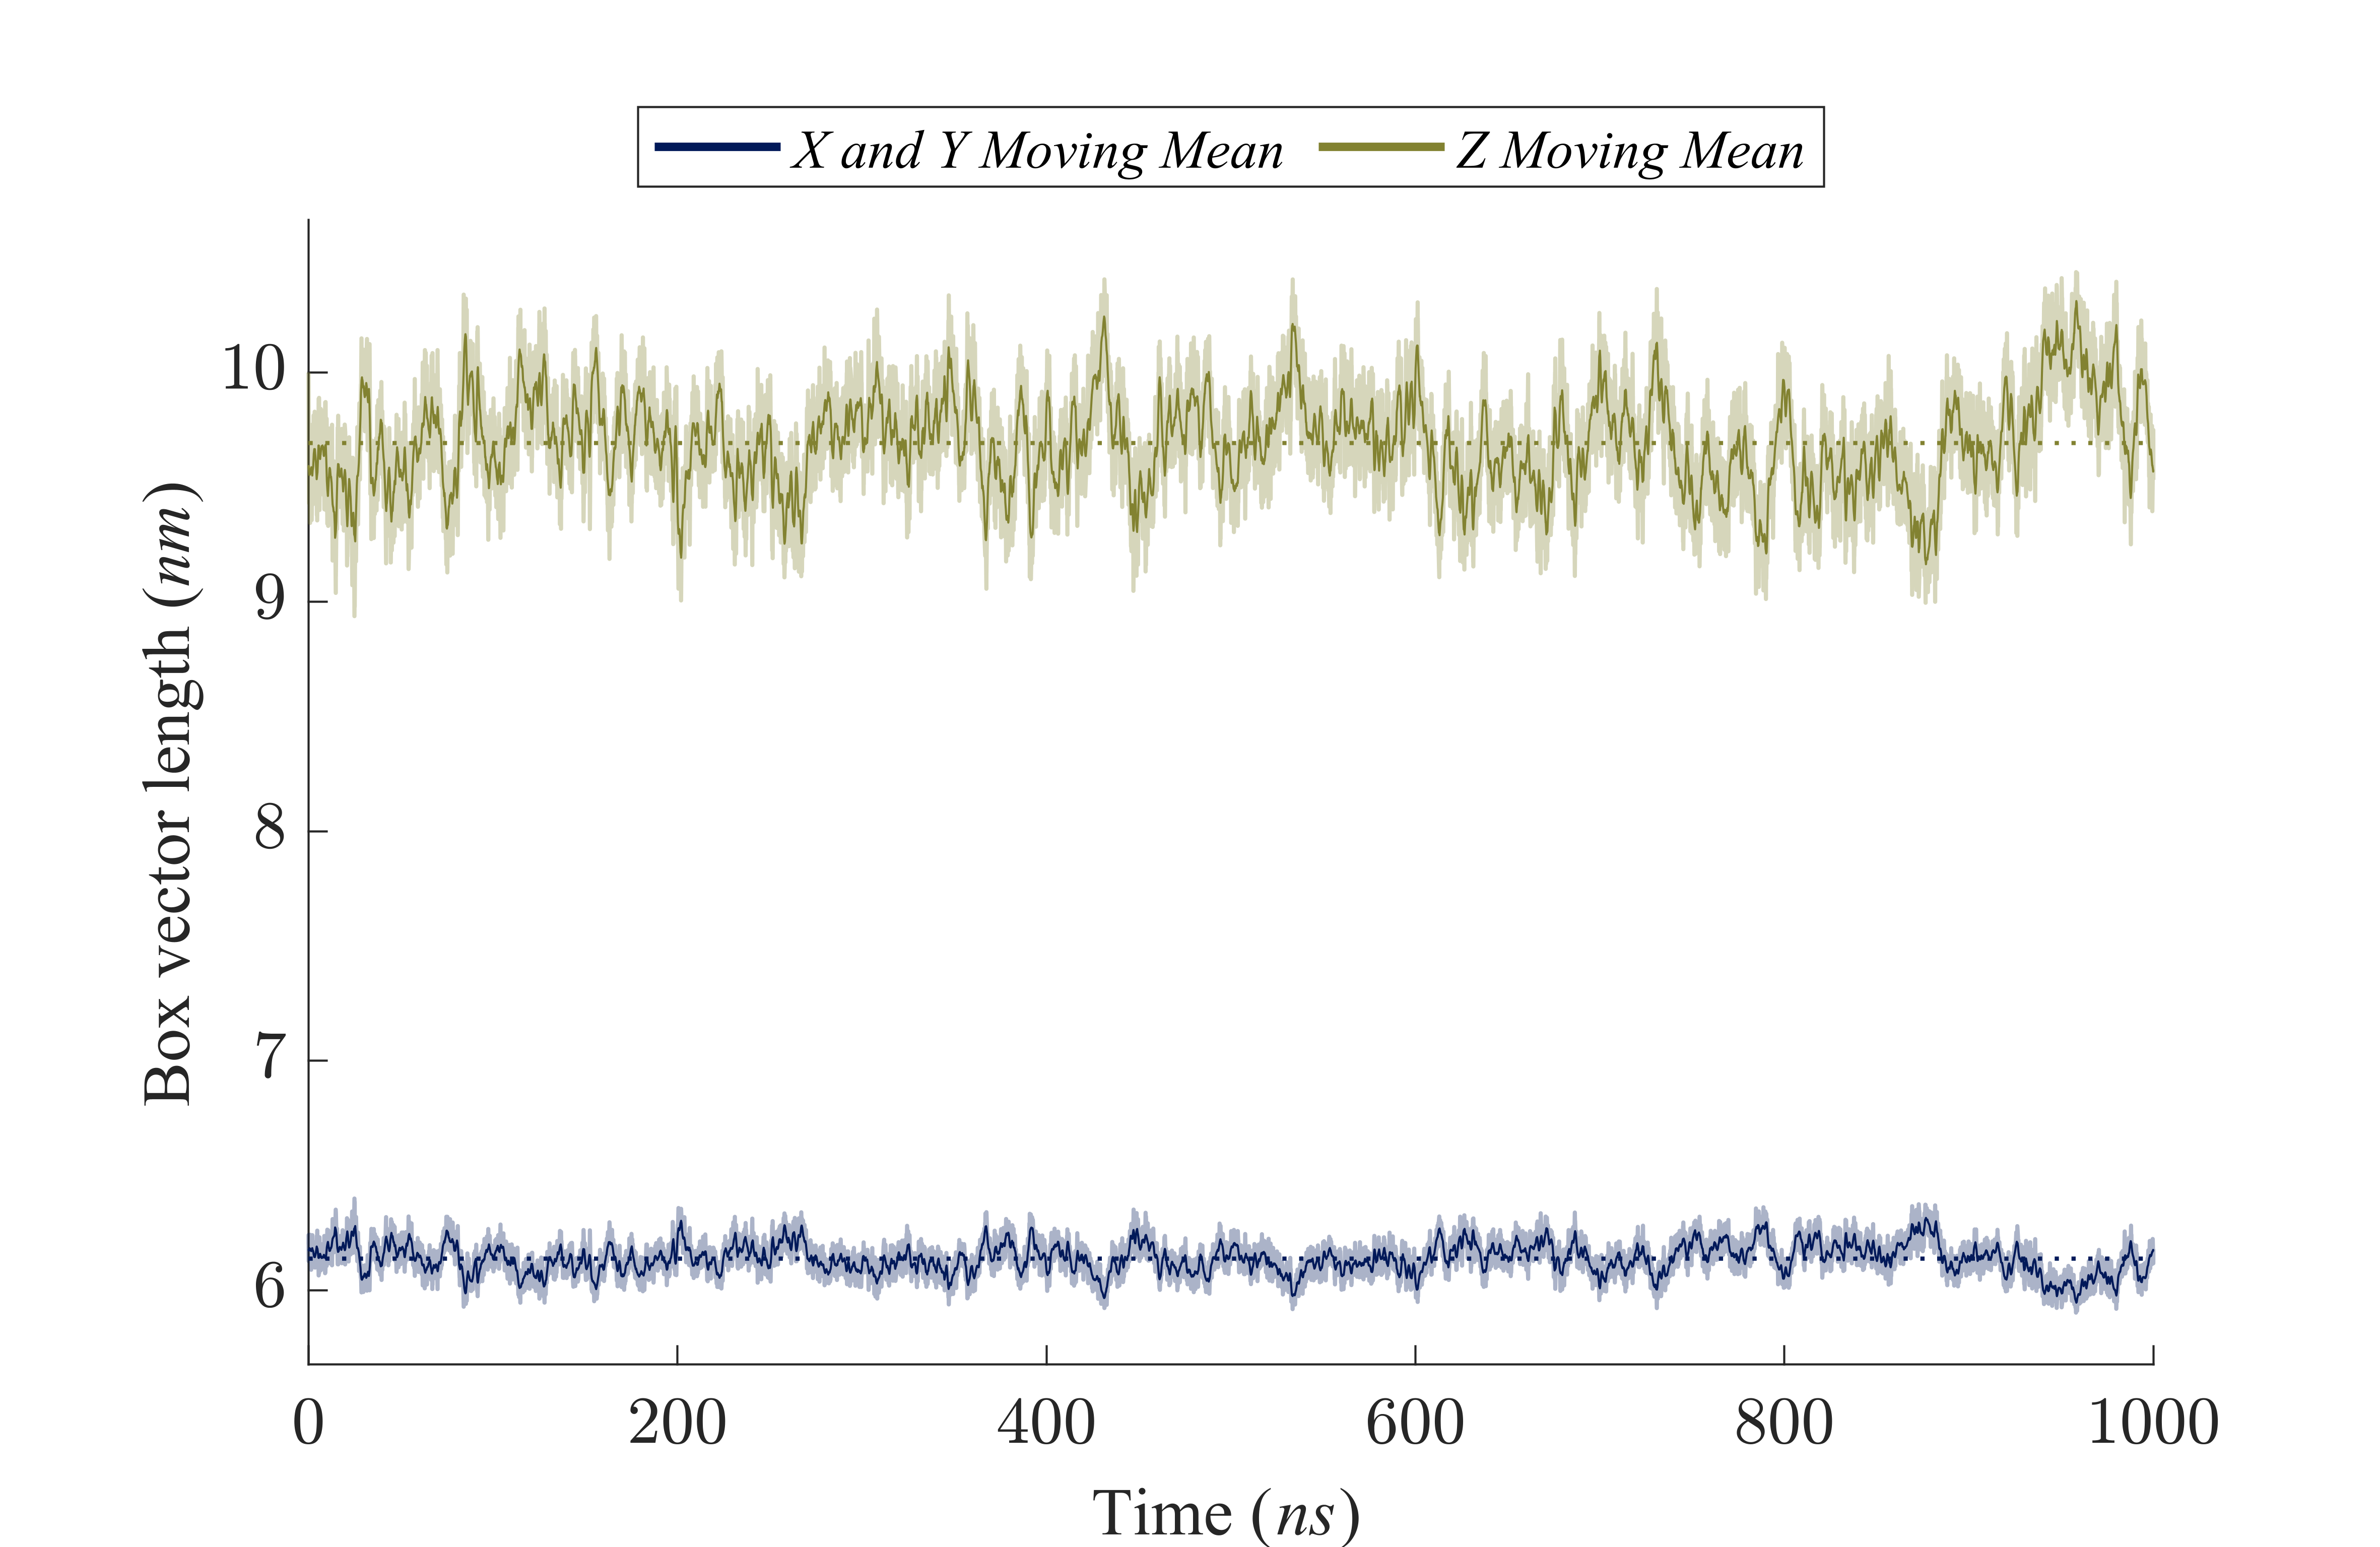 X and Y Moving Mean Z Moving Mean
Box vector length (nm)
10
9
8
7
6
0 200 400 600 800 1000
Time (ns)